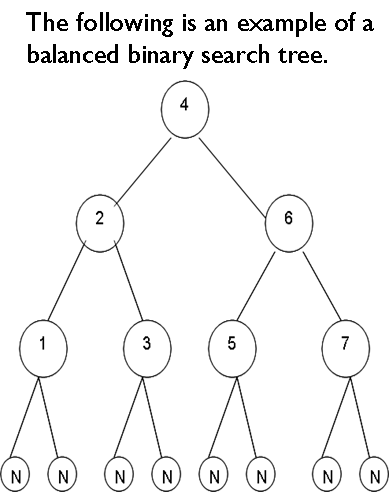 The following is an example of a
balanced binary search tree.
4
2 6
1 3 5 7
N N N N N N N N